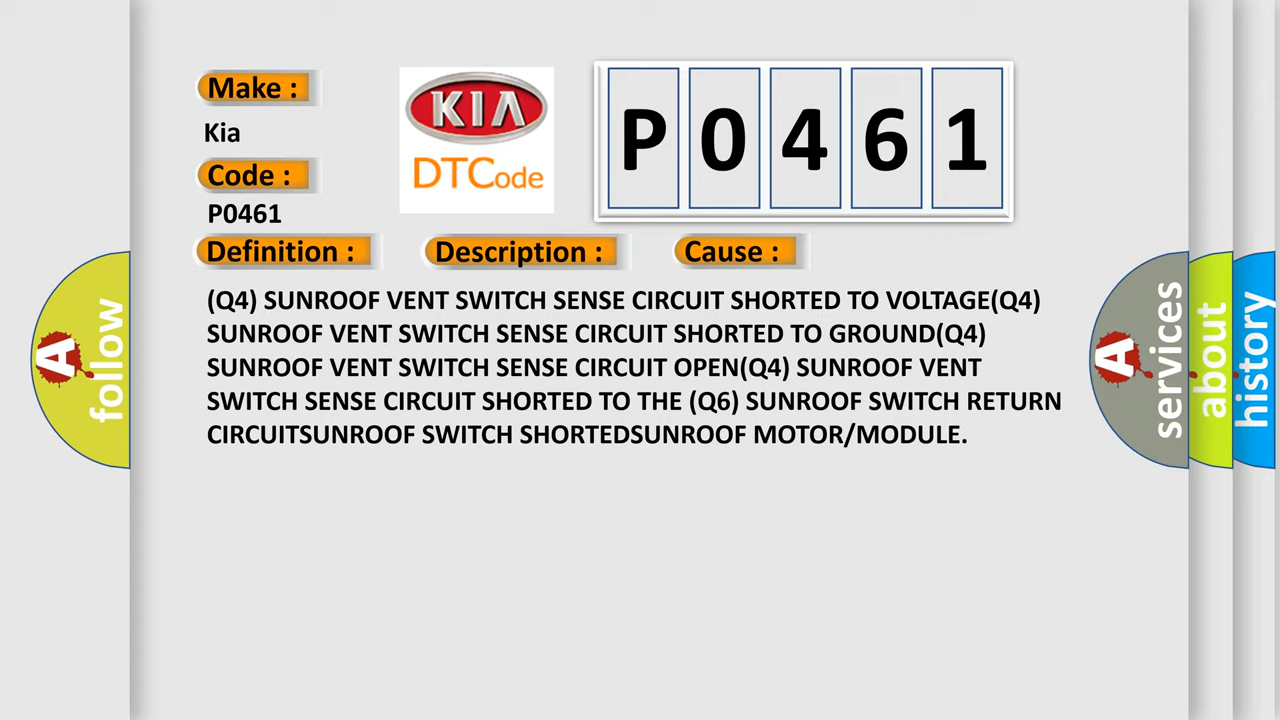 Make :
Kia
Code :
P0461
KIA
DTCode
P0461
Definition :
Description :
Cause :
(Q4) SUNROOF VENT SWITCH SENSE CIRCUIT SHORTED TO VOLTAGE(Q4)
SUNROOF VENT SWITCH SENSE CIRCUIT SHORTED TO GROUND(Q4)
SUNROOF VENT SWITCH SENSE CIRCUIT OPEN(Q4) SUNROOF VENT
SWITCH SENSE CIRCUIT SHORTED TO THE (Q6) SUNROOF SWITCH RETURN
CIRCUITSUNROOF SWITCH SHORTEDSUNROOF MOTOR/MODULE.
A follow
A services
about
history